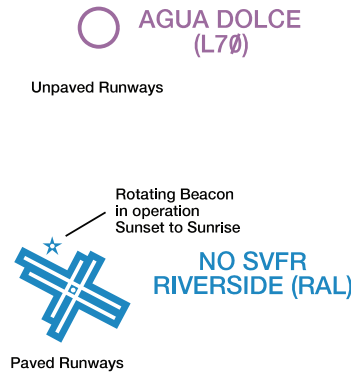 AGUA DOLCE
(L7Ø)
Unpaved Runways
Rotating Beacon
in operation
Sunset to Sunrise
NO SVFR
RIVERSIDE (RAL)
Paved Runways